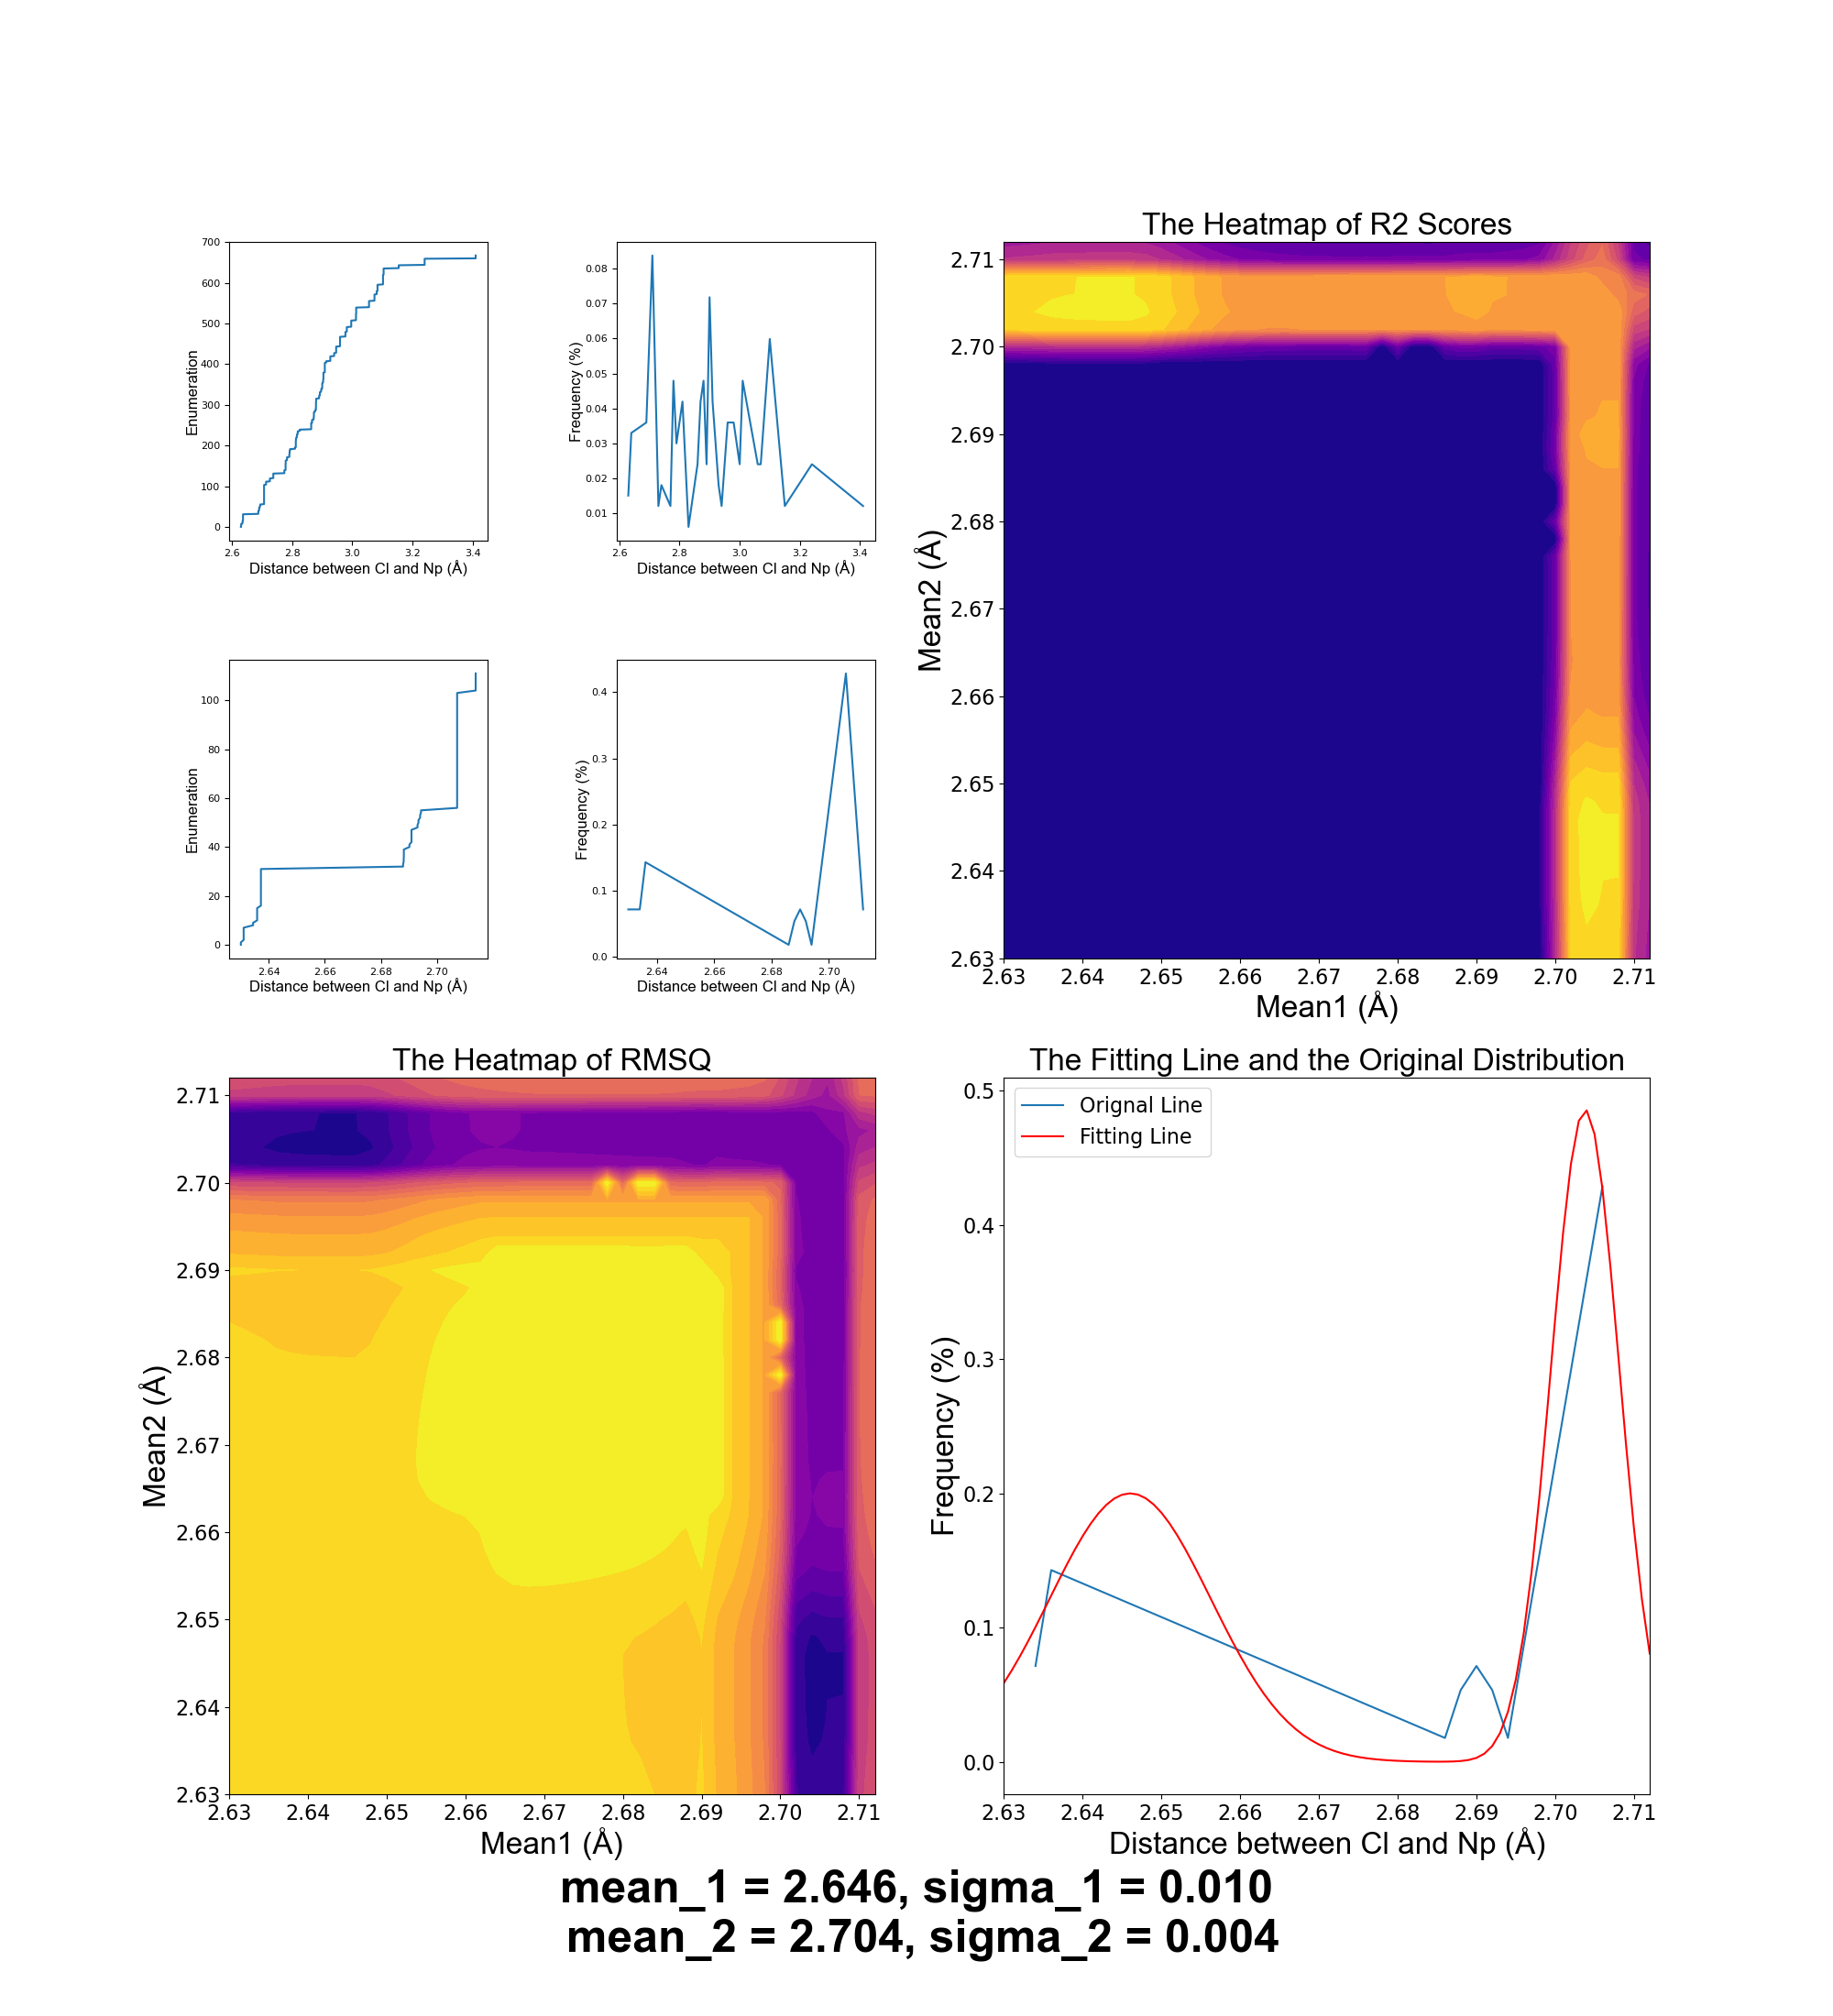 700
600
500
400
300
200
100
0
Enumeration
2.6 2.8 3.0 3.2 3.4
Distance between Cl and Np (Å)
0.08
0.07
0.06
0.05
0.04
0.03
0.02
0.01
Frequency (%)
2.6 2.8 3.0 3.2 3.4
Distance between Cl and Np (Å)
The Heatmap of R2 Scores
2.71
2.70
2.69
2.68
2.67
2.66
2.65
2.64
2.63
Mean2 (Å)
2.63 2.64 2.65 2.66 2.67 2.68 2.69 2.70 2.71
Mean1 (Å)
100
80
60
40
20
0
Enumeration
2.64 2.66 2.68 2.70
Distance between Cl and Np (Å)
0.4
0.3
0.2
0.1
0.0
Frequency (%)
2.64 2.66 2.68 2.70
Distance between Cl and Np (Å)
The Heatmap of RMSQ
2.71
2.70
2.69
2.68
2.67
2.66
2.65
2.64
2.63
Mean2 (Å)
2.63 2.64 2.65 2.66 2.67 2.68 2.69 2.70 2.71
Mean1 (Å)
The Fitting Line and the Original Distribution
Orignal Line
Fitting Line
0.5
0.4
0.3
0.2
0.1
0.0
Frequency (%)
2.63 2.64 2.65 2.66 2.67 2.68 2.69 2.70 2.71
Distance between Cl and Np (Å)
mean_1 = 2.646, sigma_1 = 0.010
mean_2 = 2.704, sigma_2 = 0.004